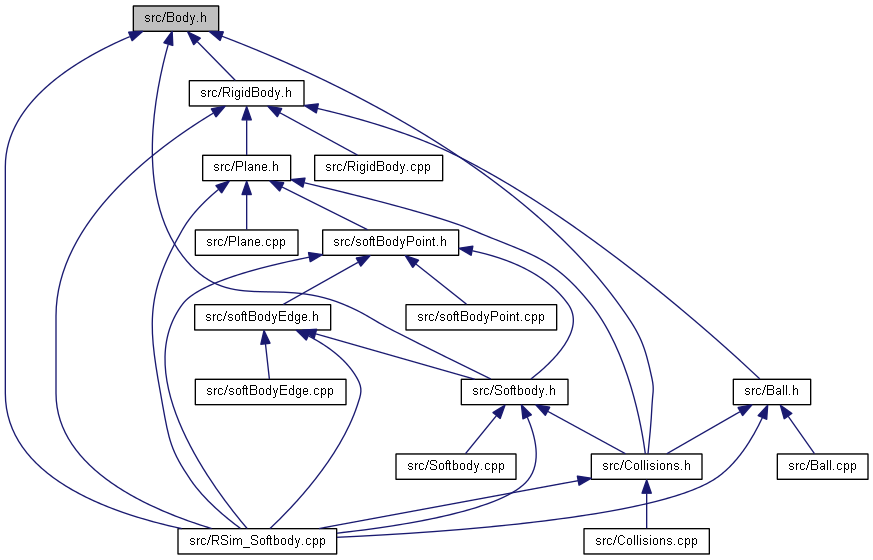 src/Body.h
src/RigidBody.h
src/Plane.h
src/RigidBody.cpp
src/Plane.cpp
src/softBodyPoint.h
src/softBodyEdge.h
src/softBodyPoint.cpp
src/softBodyEdge.cpp
src/Softbody.h
src/Ball.h
src/Softbody.cpp
src/Collisions.h
src/Ball.cpp
src/RSim_Softbody.cpp
src/Collisions.cpp